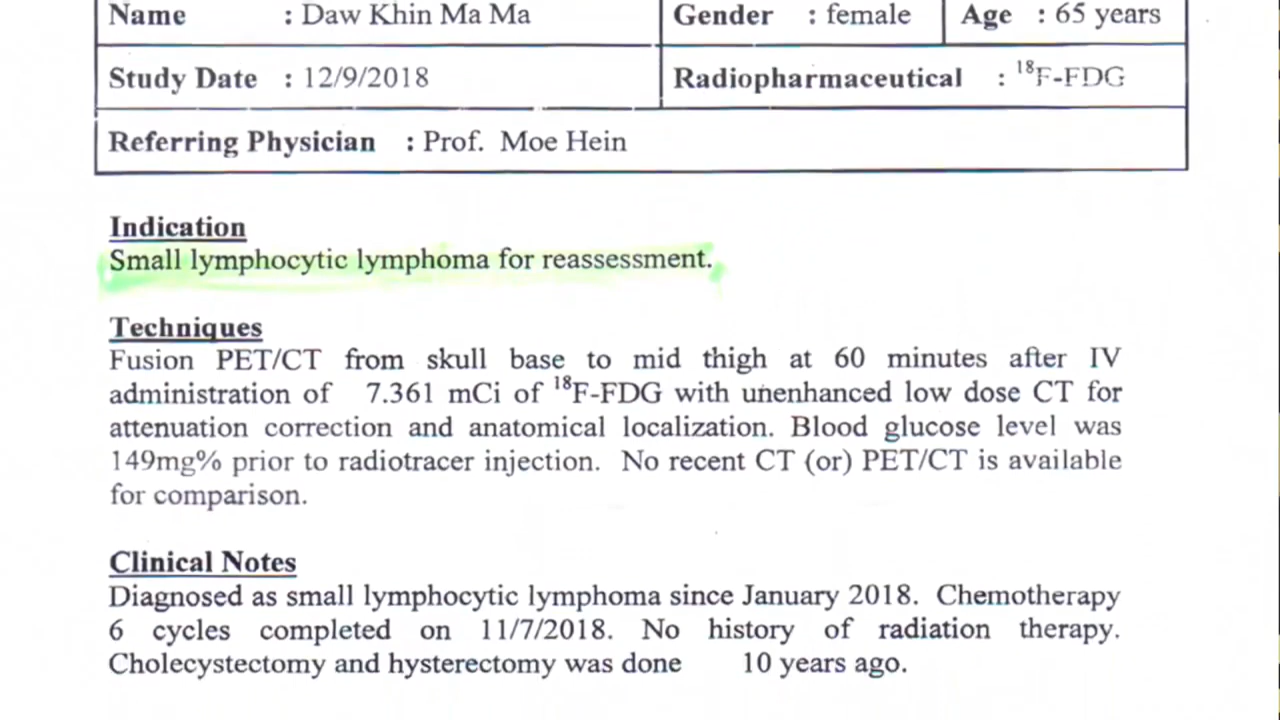 Name : Daw Khin Ma Ma Gender : female Age : 65 years
Study Date : 12/9/2018 Radiopharmaceutical : ¹⁸F-FDG
Referring Physician : Prof. Moe Hein
Indication
Small lymphocytic lymphoma for reassessment.
Techniques
Fusion PET/CT from skull base to mid thigh at 60 minutes after IV
administration of 7.361 mCi of ¹⁸F-FDG with unenhanced low dose CT for
attenuation correction and anatomical localization. Blood glucose level was
149mg% prior to radiotracer injection. No recent CT (or) PET/CT is available
for comparison.
Clinical Notes
Diagnosed as small lymphocytic lymphoma since January 2018. Chemotherapy
6 cycles completed on 11/7/2018. No history of radiation therapy.
Cholecystectomy and hysterectomy was done 10 years ago.